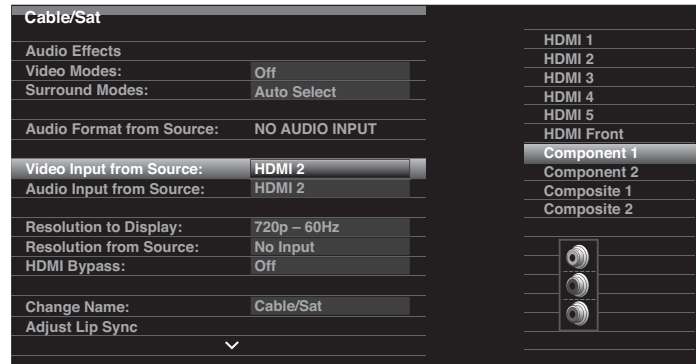 Cable/Sat
Audio Effects
Video Modes: Off
Surround Modes: Auto Select
Audio Format from Source: NO AUDIO INPUT
Video Input from Source: HDMI 2
Audio Input from Source: HDMI 2
Resolution to Display: 720p – 60Hz
Resolution from Source: No Input
HDMI Bypass: Off
Change Name: Cable/Sat
Adjust Lip Sync
HDMI 1
HDMI 2
HDMI 3
HDMI 4
HDMI 5
HDMI Front
Component 1
Component 2
Composite 1
Composite 2